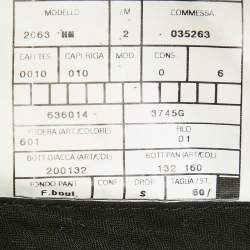 MODELLO /M COMMESSA
2063 2 035263
CAPI TES CAPI RIGA MOD. CONS
0010 010 0 6
636014 3745G
FODERA (ART/COLORE) FILO
601 01
BOTT.GIACCA (ART/COL) BOTT.PAN (ART/COL)
200132 132 160
FONDO PANT. CONF. DROP TAGLIA / ST.
F.bout. S 60/